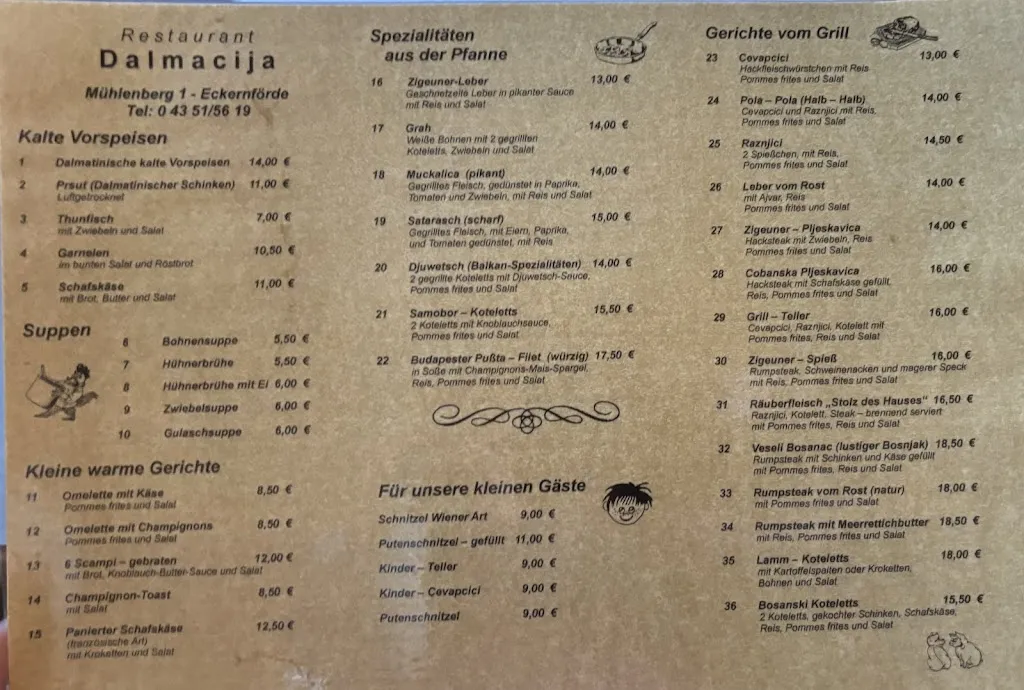 Restaurant
Dalmacija
Mühlenberg 1 - Eckernförde
Tel: 0 43 51/56 19
Kalte Vorspeisen
1 Dalmatinische kalte Vorspeisen 14,00 €
2 Prsut (Dalmatinischer Schinken) 11,00 €
Luftgetrocknet
3 Thunfisch 7,00 €
mit Zwiebeln und Salat
4 Garnelen 10,50 €
im bunten Salat und Röstbrot
5 Schafskäse 11,00 €
mit Brot, Butter und Salat
Suppen
6 Bohnensuppe 5,50 €
7 Hühnerbrühe 5,50 €
8 Hühnerbrühe mit Ei 6,00 €
9 Zwiebelsuppe 6,00 €
10 Gulaschsuppe 6,00 €
Kleine warme Gerichte
11 Omelette mit Käse 8,50 €
Pommes frites und Salat
12 Omelette mit Champignons 8,50 €
Pommes frites und Salat
13 6 Scampi – gebraten 12,00 €
mit Brot, Knoblauch-Butter-Sauce und Salat
14 Champignon-Toast 8,50 €
mit Salat
15 Panierter Schafskäse 12,50 €
(französische Art)
mit Kroketten und Salat
Spezialitäten
aus der Pfanne
16 Zigeuner-Leber 13,00 €
Geschnetzelte Leber in pikanter Sauce
mit Reis und Salat
17 Grah 14,00 €
Weiße Bohnen mit 2 gegrillten
Koteletts, Zwiebeln und Salat
18 Muckalica (pikant) 14,00 €
Gegrilltes Fleisch, gedünstet in Paprika,
Tomaten und Zwiebeln, mit Reis und Salat
19 Satarasch (scharf) 15,00 €
Gegrilltes Fleisch, mit Eiern, Paprika,
und Tomaten gedünstet, mit Reis
20 Djuwetsch (Balkan-Spezialitäten) 14,00 €
2 gegrillte Koteletts mit Djuwetsch-Sauce,
Pommes frites und Salat
21 Samobor – Koteletts 15,50 €
2 Koteletts mit Knoblauchsauce,
Pommes frites und Salat
22 Budapester Pußta – Filet (würzig) 17,50 €
in Soße mit Champignons-Mais-Spargel,
Reis, Pommes frites und Salat
Für unsere kleinen Gäste
Schnitzel Wiener Art 9,00 €
Putenschnitzel – gefüllt 11,00 €
Kinder – Teller 9,00 €
Kinder – Cevapcici 9,00 €
Putenschnitzel 9,00 €
Gerichte vom Grill
23 Cevapcici 13,00 €
Hackfleischwürstchen mit Reis
Pommes frites und Salat
24 Pola – Pola (Halb – Halb) 14,00 €
Cevapcici und Raznjici mit Reis,
Pommes frites und Salat
25 Raznjici 14,50 €
2 Spießchen, mit Reis,
Pommes frites und Salat
26 Leber vom Rost 14,00 €
mit Ajvar, Reis
Pommes frites und Salat
27 Zigeuner – Pljeskavica 14,00 €
Hacksteak mit Zwiebeln, Reis
Pommes frites und Salat
28 Cobanska Pljeskavica 16,00 €
Hacksteak mit Schafskäse gefüllt,
Reis, Pommes frites und Salat
29 Grill – Teller 16,00 €
Cevapcici, Raznjici, Kotelett mit
Pommes frites, Reis und Salat
30 Zigeuner – Spieß 16,00 €
Rumpsteak, Schweinenacken und magerer Speck
mit Reis, Pommes frites und Salat
31 Räuberfleisch „Stolz des Hauses“ 16,50 €
Raznjici, Kotelett, Steak – brennend serviert
mit Pommes frites, Reis und Salat
32 Veseli Bosanac (lustiger Bosnjak) 18,50 €
Rumpsteak mit Schinken und Käse gefüllt
mit Pommes frites, Reis und Salat
33 Rumpsteak vom Rost (natur) 18,00 €
mit Pommes frites und Salat
34 Rumpsteak mit Meerrettichbutter 18,50 €
mit Reis, Pommes frites und Salat
35 Lamm – Koteletts 18,00 €
mit Kartoffelspalten oder Kroketten,
Bohnen und Salat
36 Bosanski Koteletts 15,50 €
2 Koteletts, gekochter Schinken, Schafskäse,
Reis, Pommes frites und Salat